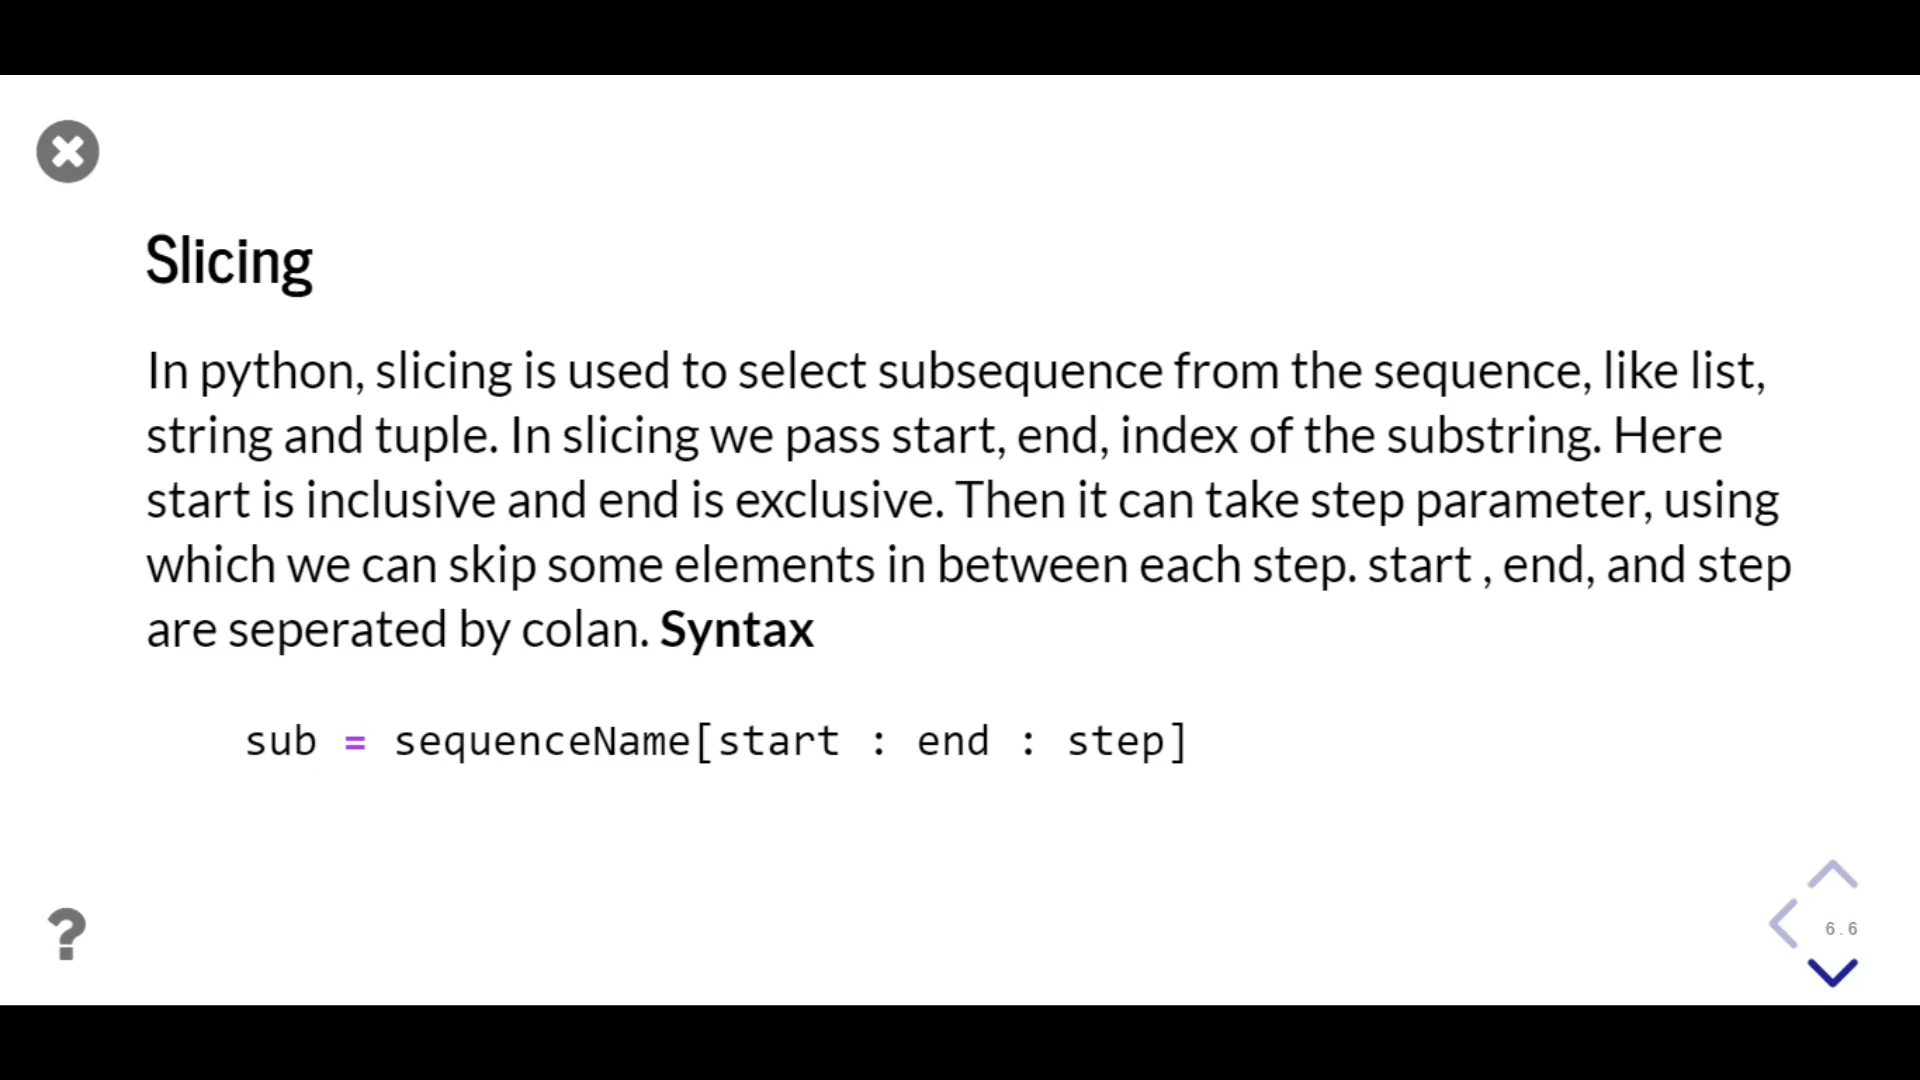 Slicing
In python, slicing is used to select subsequence from the sequence, like list,
string and tuple. In slicing we pass start, end, index of the substring. Here
start is inclusive and end is exclusive. Then it can take step parameter, using
which we can skip some elements in between each step. start , end, and step
are seperated by colan. Syntax
sub = sequenceName[start : end : step]
?
6.6